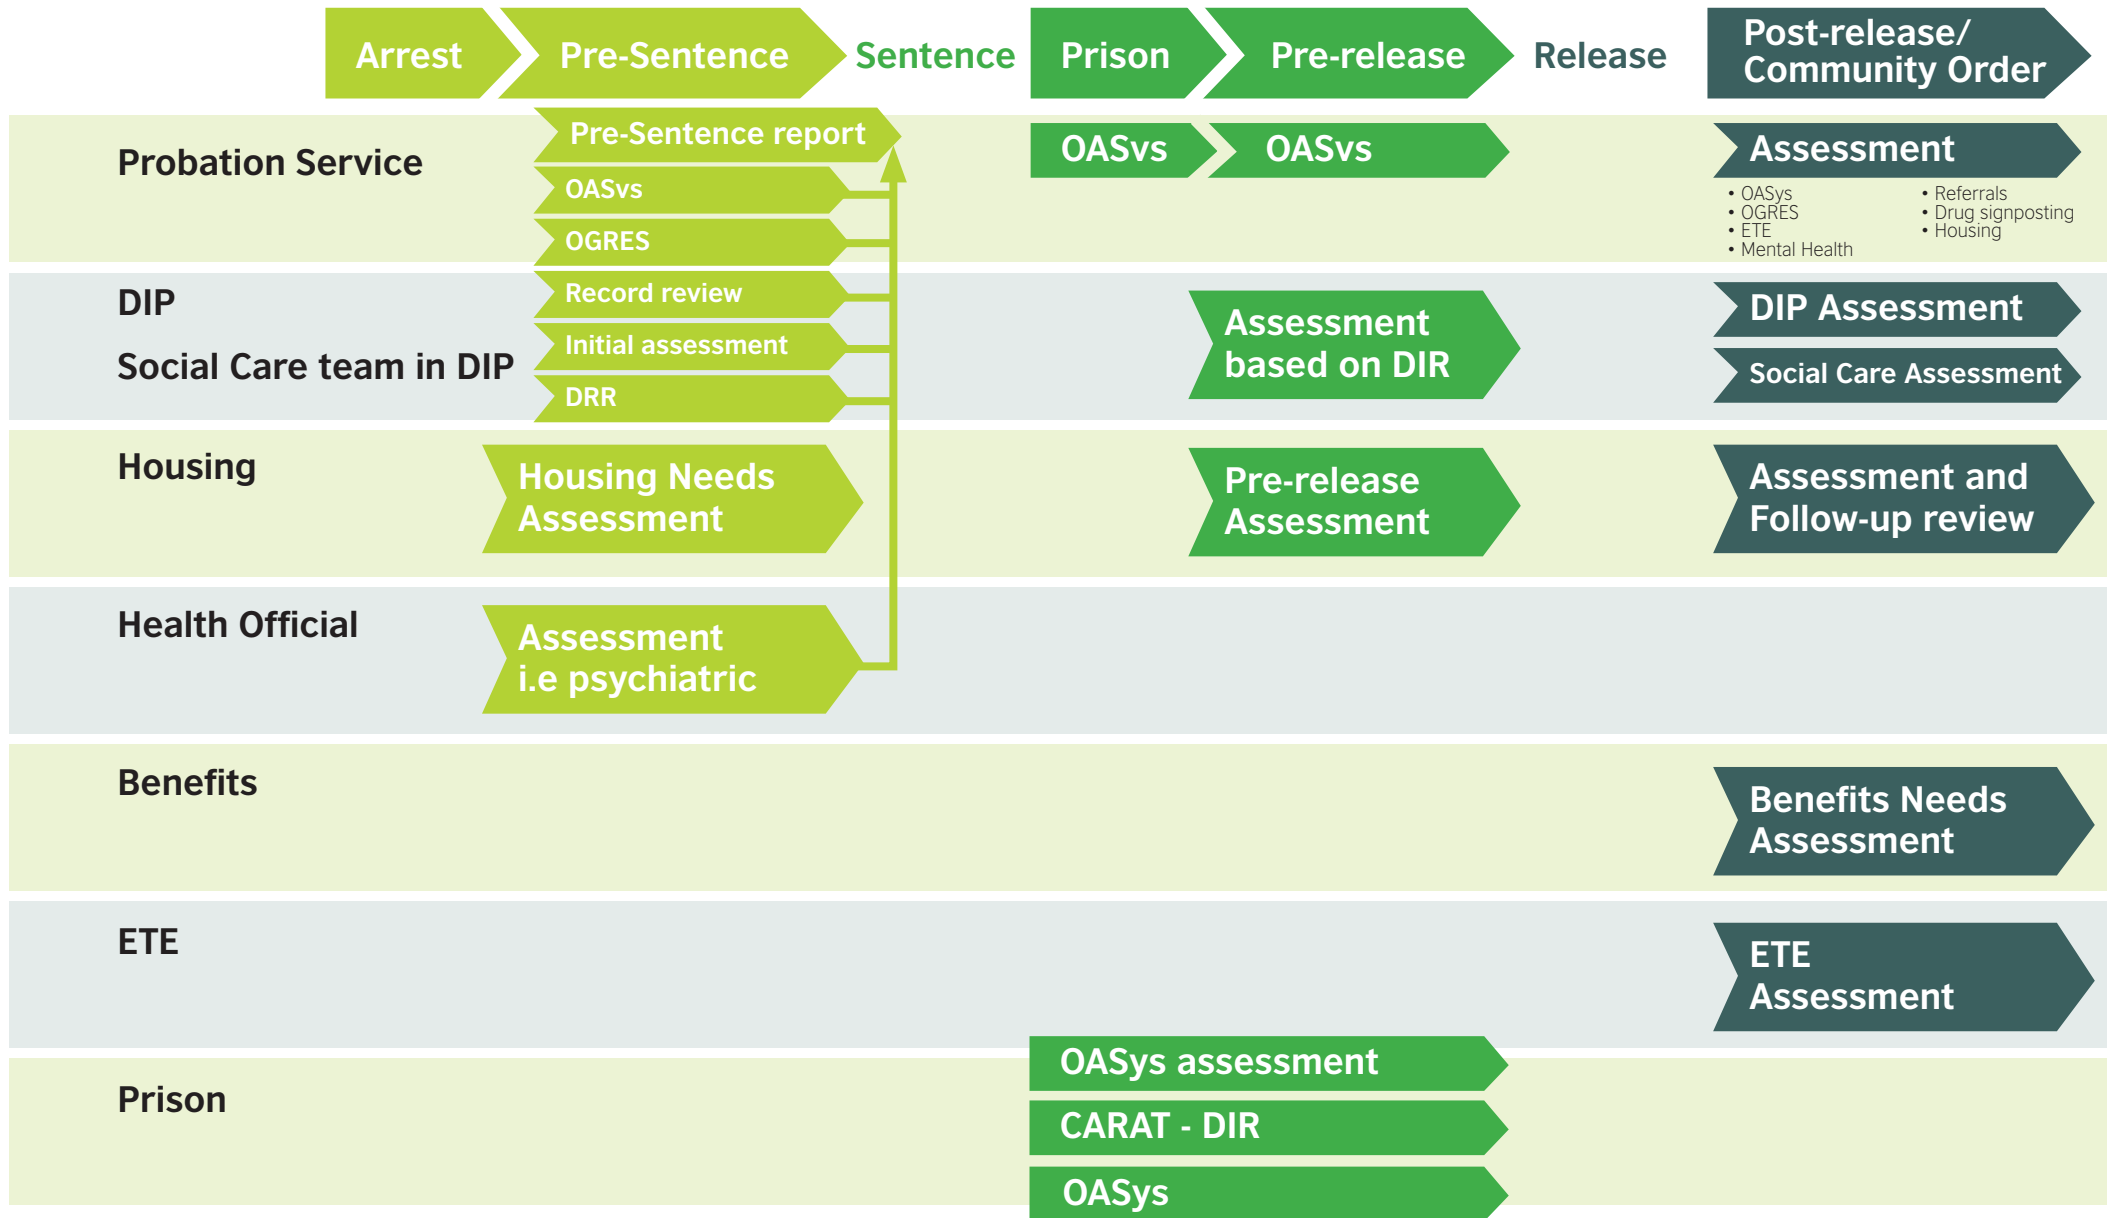 Arrest
Pre-Sentence
Sentence
Prison
Pre-release
Release
Post-release/
Community Order
Probation Service
Pre-Sentence report
OASvs
OGRES
OASvs
OASvs
Assessment
• OASys
• OGRES
• ETE
• Mental Health
• Referrals
• Drug signposting
• Housing
DIP
Social Care team in DIP
Record review
Initial assessment
DRR
Assessment
based on DIR
DIP Assessment
Social Care Assessment
Housing
Housing Needs
Assessment
Pre-release
Assessment
Assessment and
Follow-up review
Health Official
Assessment
i.e psychiatric
Benefits
Benefits Needs
Assessment
ETE
ETE
Assessment
Prison
OASys assessment
CARAT - DIR
OASys